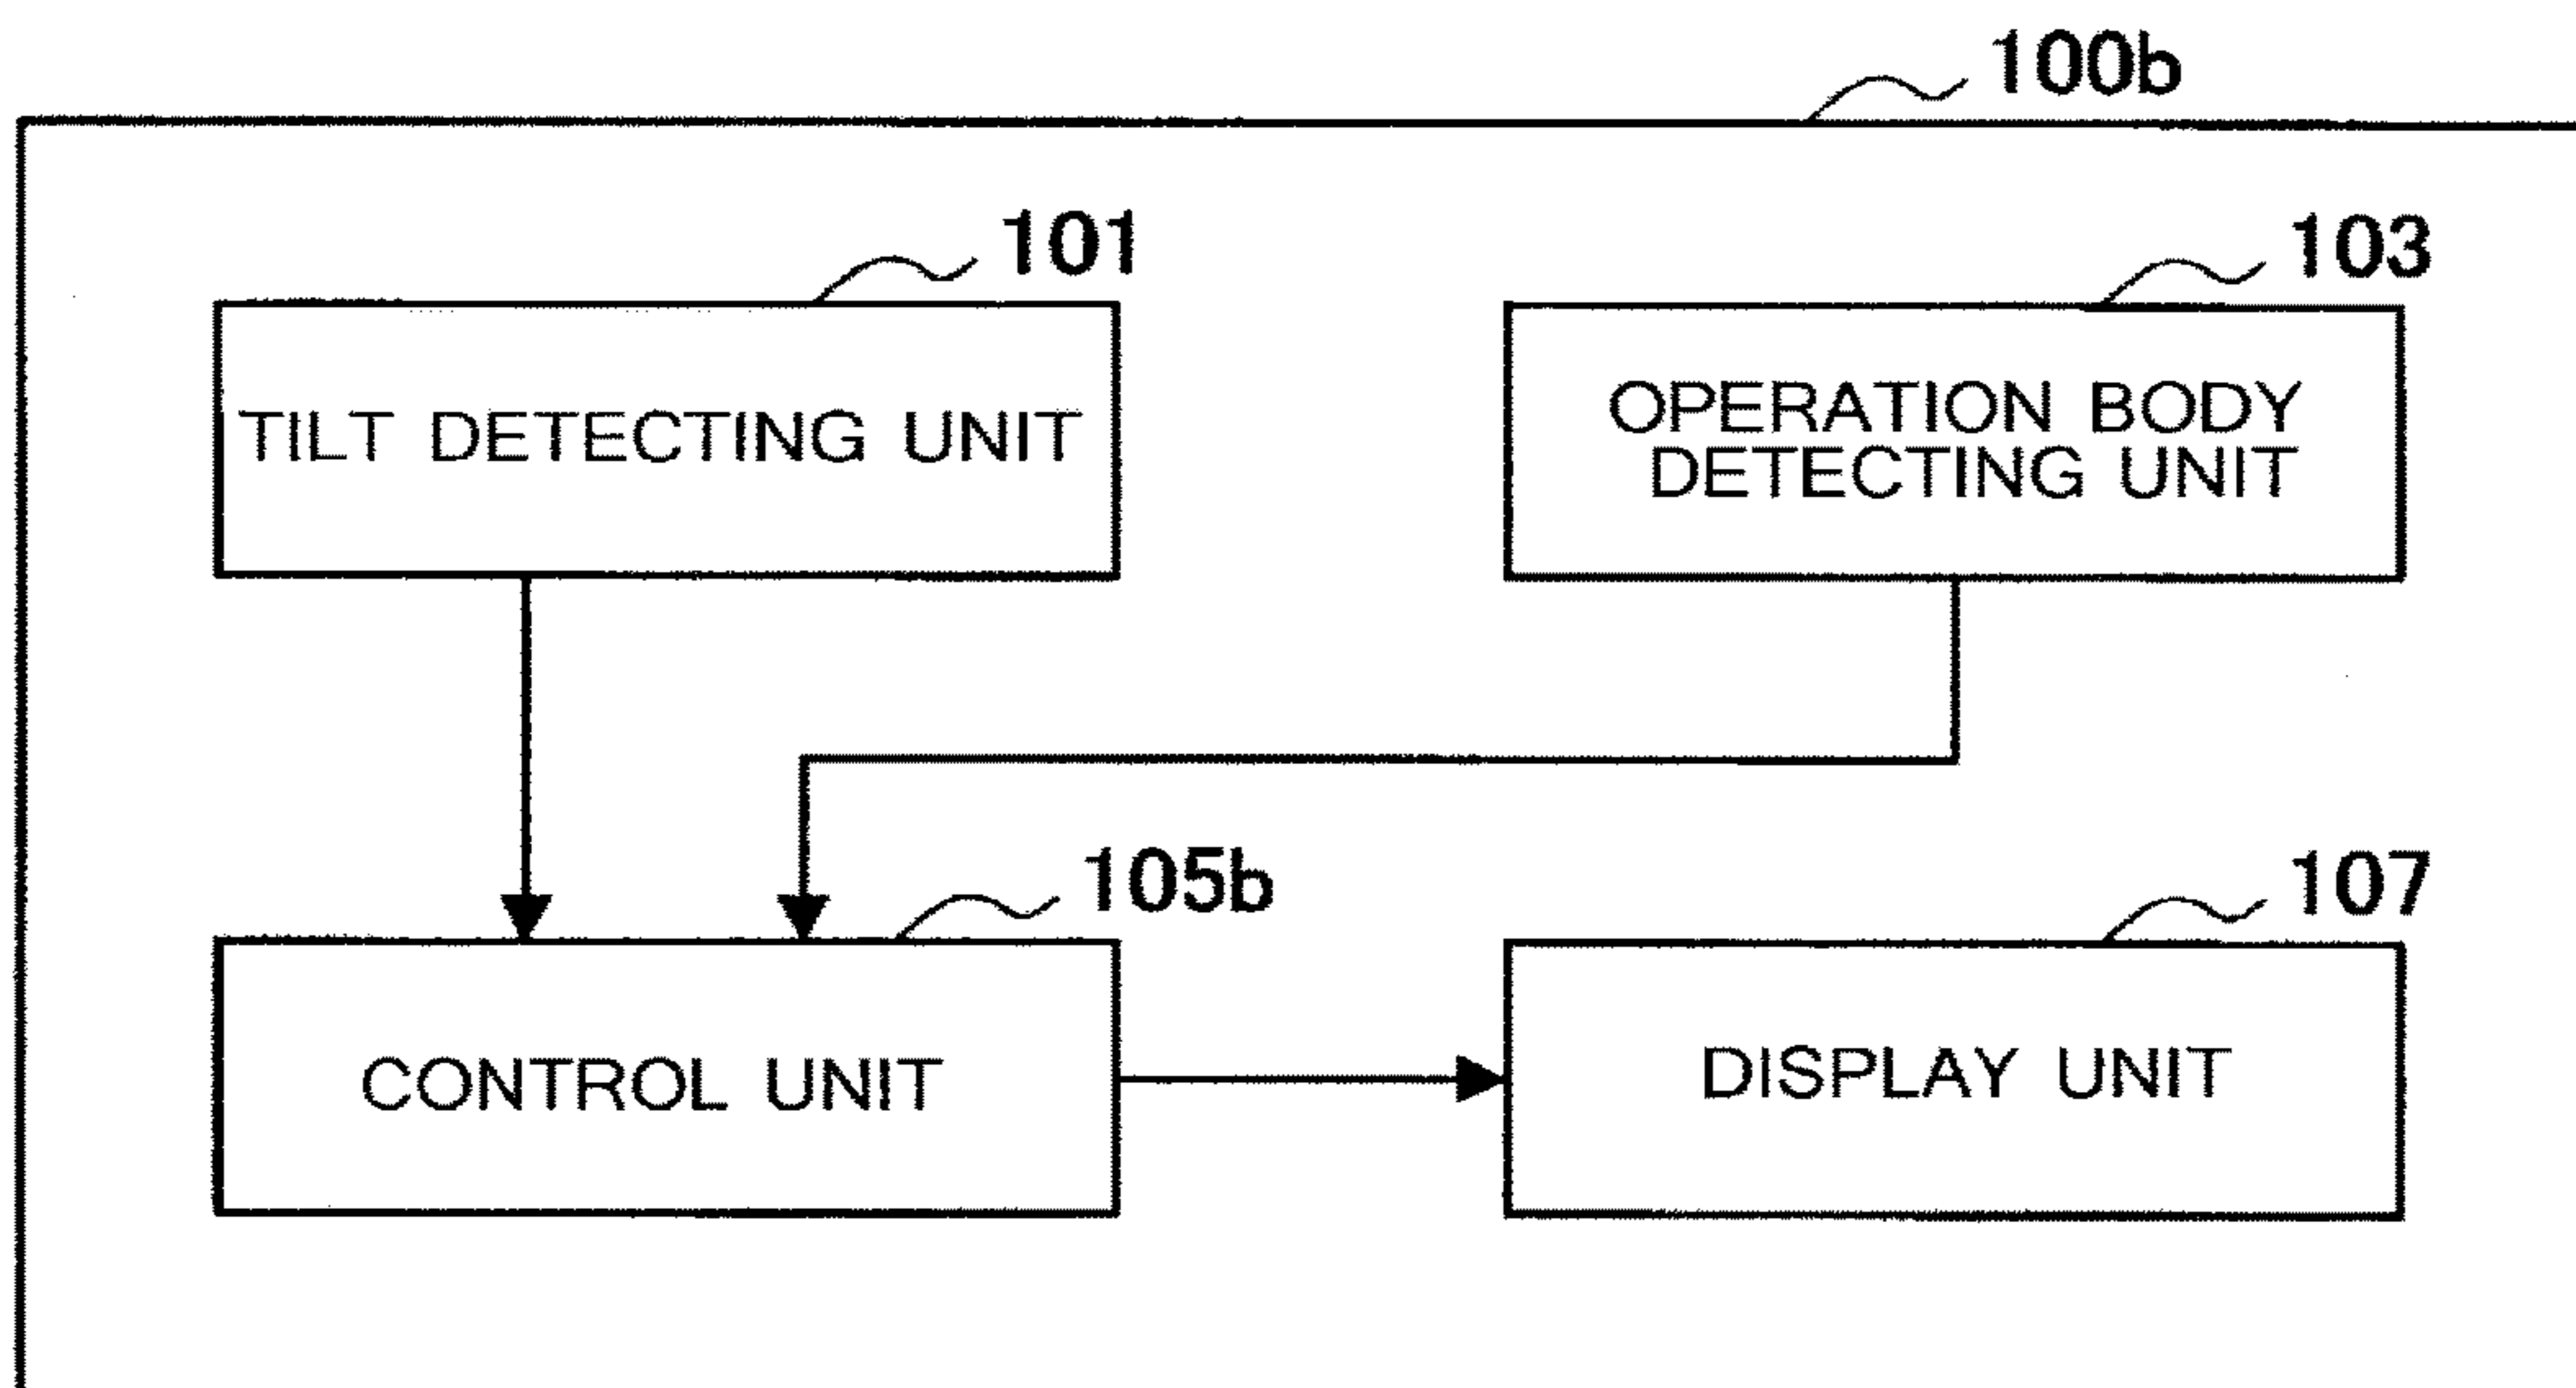 100b
101
103
TILT DETECTING UNIT
OPERATION BODY
DETECTING UNIT
105b
107
CONTROL UNIT
DISPLAY UNIT